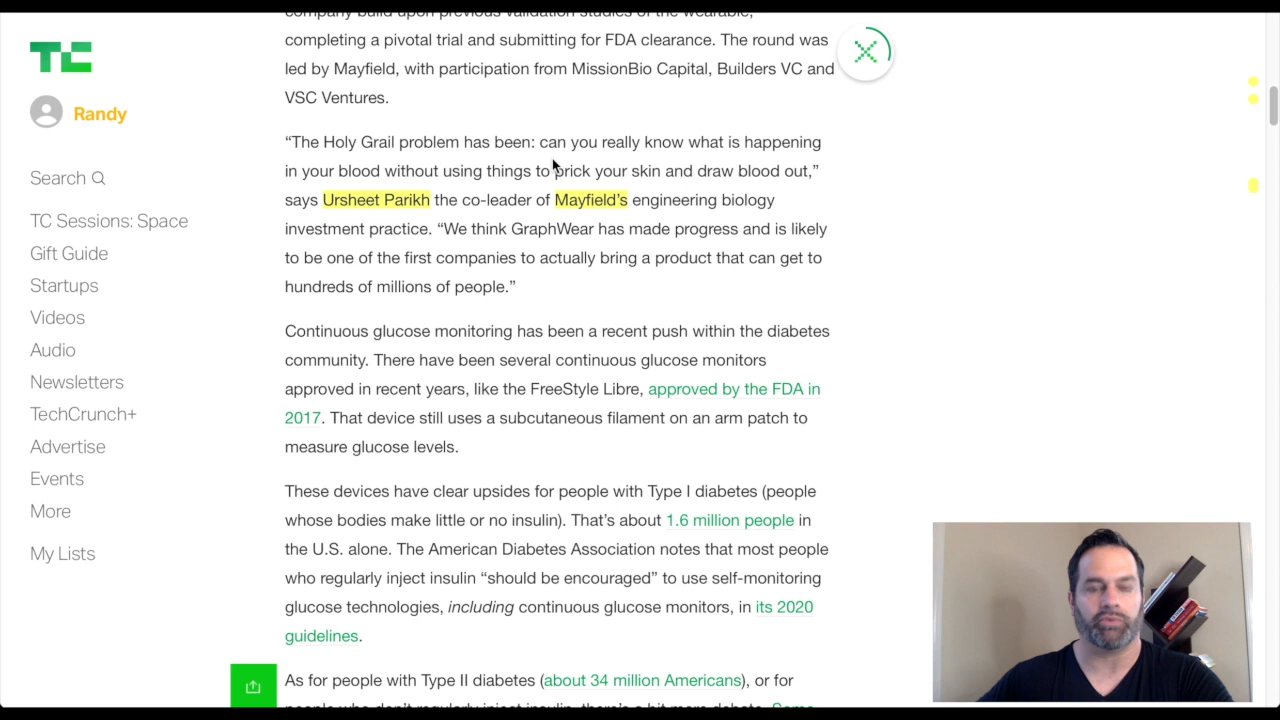 company build upon previous validation studies of the wearable,
completing a pivotal trial and submitting for FDA clearance. The round was
led by Mayfield, with participation from MissionBio Capital, Builders VC and
VSC Ventures.
TC
Randy
Search
TC Sessions: Space
Gift Guide
Startups
Videos
Audio
Newsletters
TechCrunch+
Advertise
Events
More
My Lists
“The Holy Grail problem has been: can you really know what is happening
in your blood without using things to prick your skin and draw blood out,”
says Ursheet Parikh the co-leader of Mayfield’s engineering biology
investment practice. “We think GraphWear has made progress and is likely
to be one of the first companies to actually bring a product that can get to
hundreds of millions of people.”
Continuous glucose monitoring has been a recent push within the diabetes
community. There have been several continuous glucose monitors
approved in recent years, like the FreeStyle Libre, approved by the FDA in
2017. That device still uses a subcutaneous filament on an arm patch to
measure glucose levels.
These devices have clear upsides for people with Type I diabetes (people
whose bodies make little or no insulin). That’s about 1.6 million people in
the U.S. alone. The American Diabetes Association notes that most people
who regularly inject insulin “should be encouraged” to use self-monitoring
glucose technologies, including continuous glucose monitors, in its 2020
guidelines.
As for people with Type II diabetes (about 34 million Americans), or for
people who don’t regularly inject insulin, there’s a bit more debate. Some